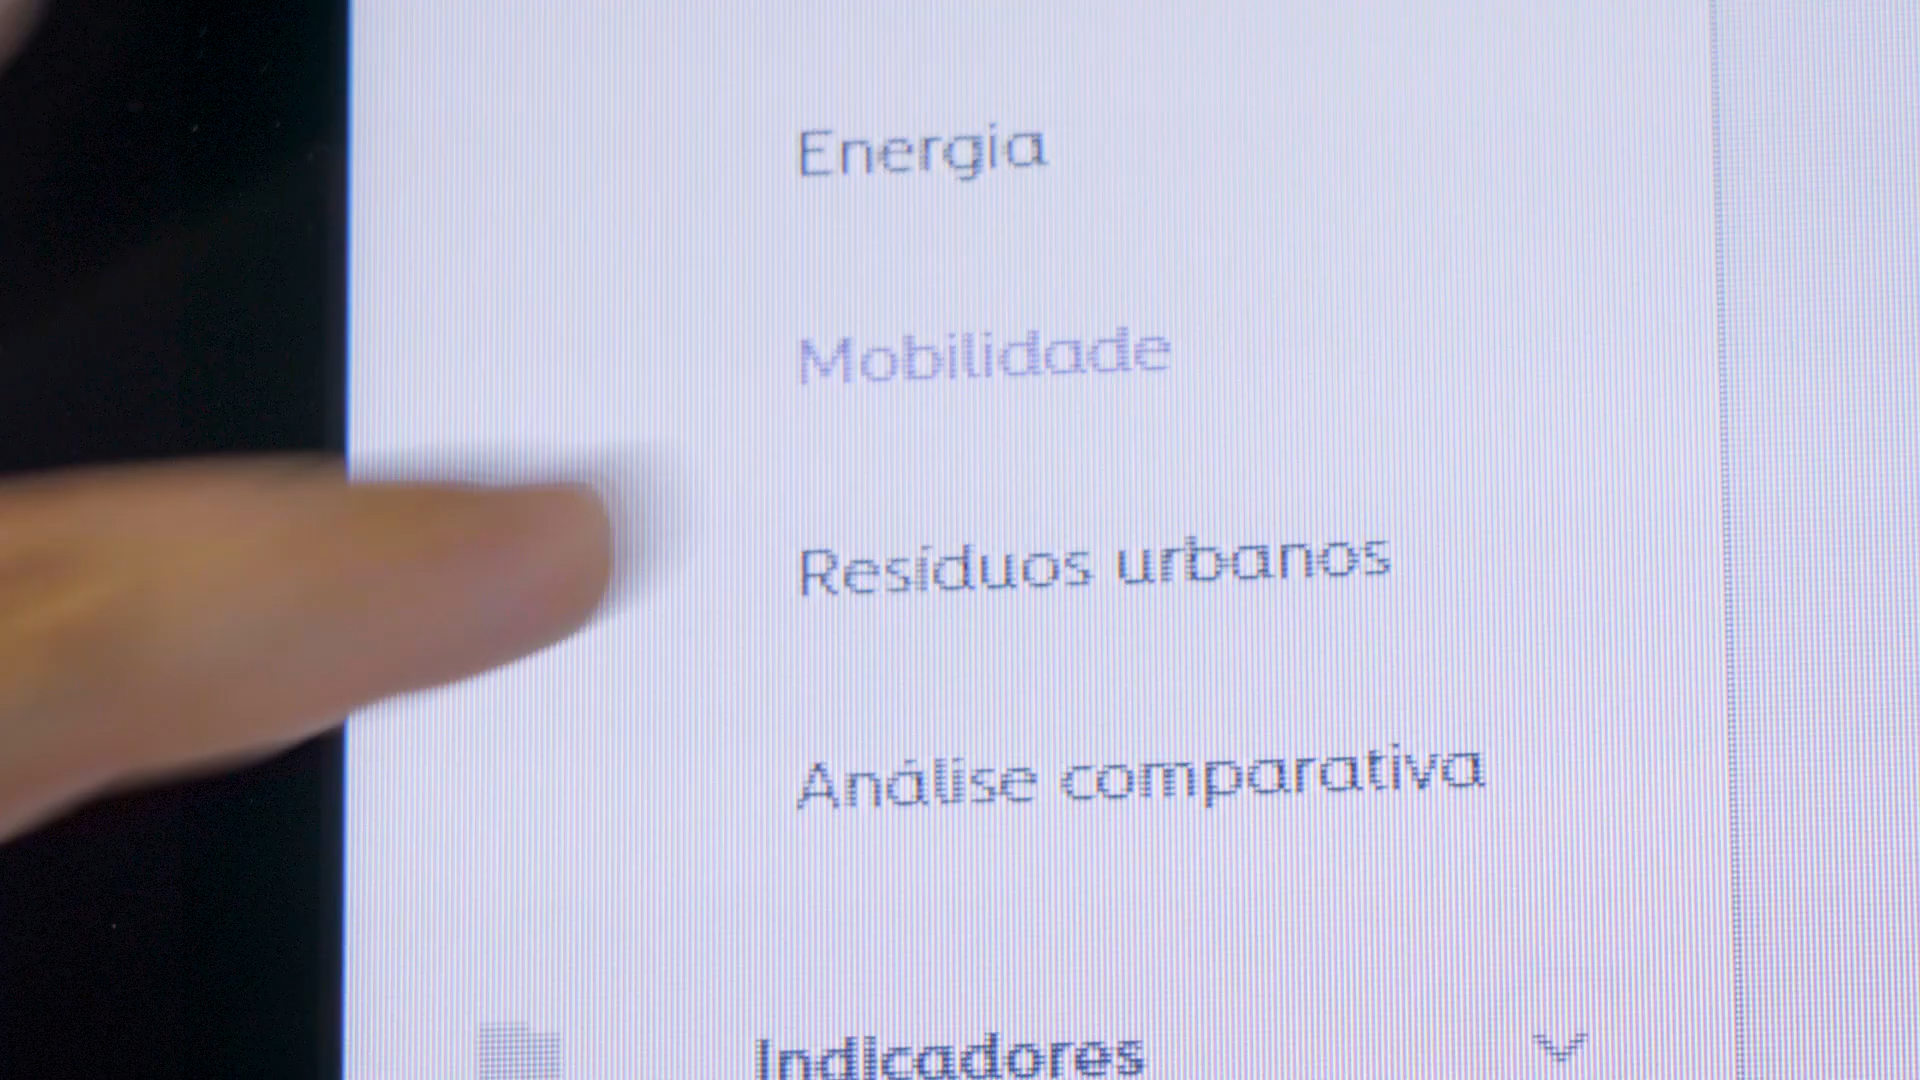 Energia
Mobilidade
Resíduos urbanos
Análise comparativa
Indicadores